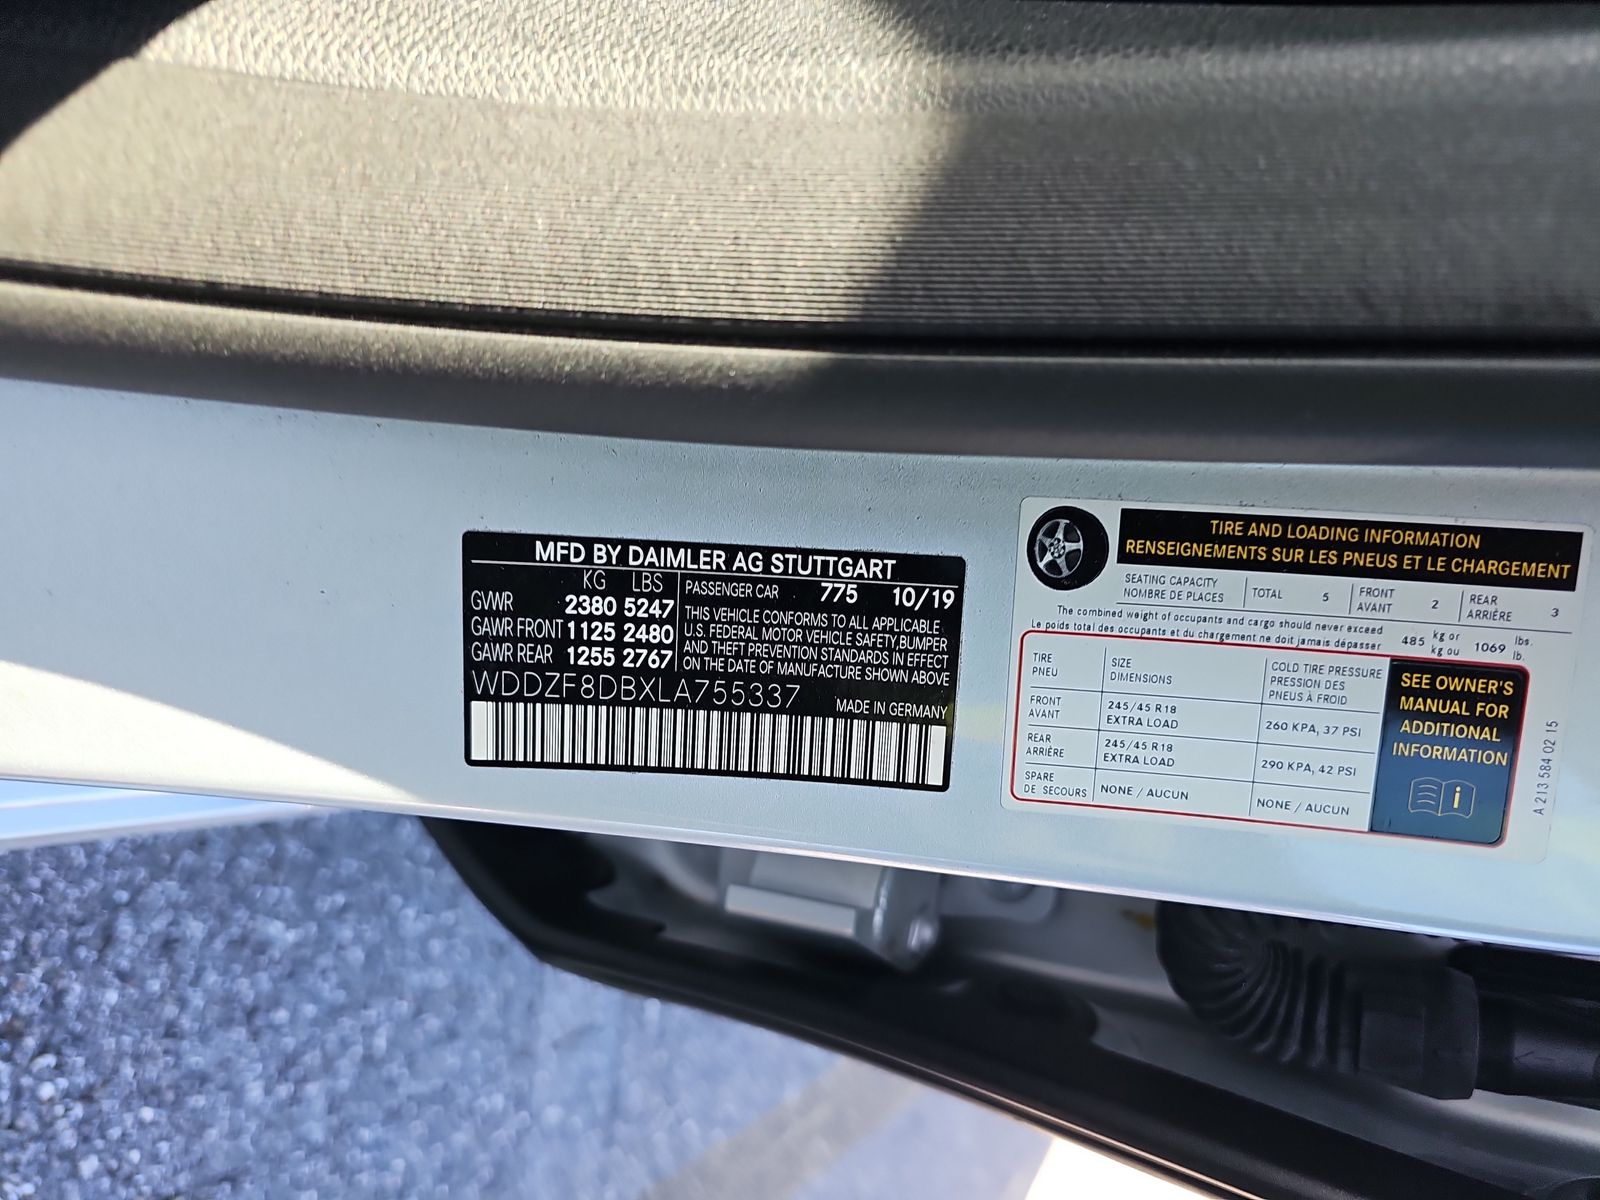 MFD BY DAIMLER AG STUTTGART
KG LBS
GVWR 2380 5247
GAWR FRONT 1125 2480
GAWR REAR 1255 2767
PASSENGER CAR 775 10/19
THIS VEHICLE CONFORMS TO ALL APPLICABLE
U.S. FEDERAL MOTOR VEHICLE SAFETY, BUMPER
AND THEFT PREVENTION STANDARDS IN EFFECT
ON THE DATE OF MANUFACTURE SHOWN ABOVE
WDDZF8DBXLA755337
MADE IN GERMANY
TIRE AND LOADING INFORMATION
RENSEIGNEMENTS SUR LES PNEUS ET LE CHARGEMENT
SEATING CAPACITY
NOMBRE DE PLACES
TOTAL 5
FRONT
AVANT
2
REAR
ARRIÈRE
3
The combined weight of occupants and cargo should never exceed
Le poids total des occupants et du chargement ne doit jamais dépasser
485
kg or
kg ou
1069
lbs.
lb.
TIRE
PNEU
SIZE
DIMENSIONS
COLD TIRE PRESSURE
PRESSION DES
PNEUS À FROID
FRONT
AVANT
245/45 R18
EXTRA LOAD
260 KPA, 37 PSI
REAR
ARRIÈRE
245/45 R18
EXTRA LOAD
290 KPA, 42 PSI
SPARE
DE SECOURS
NONE / AUCUN
NONE / AUCUN
SEE OWNER'S
MANUAL FOR
ADDITIONAL
INFORMATION
i
A 213 584 02 15